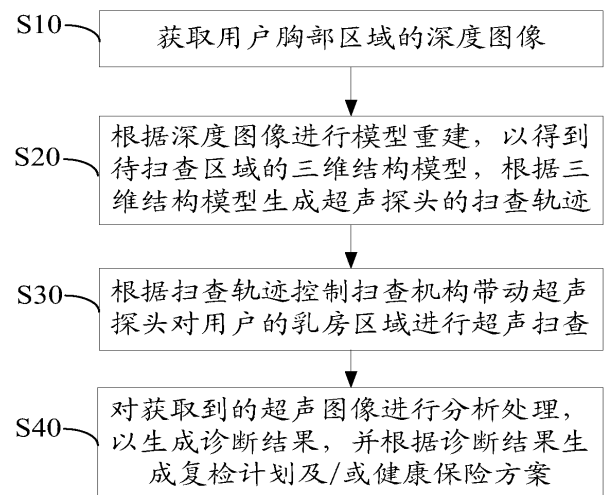 S10
获取用户胸部区域的深度图像
S20
根据深度图像进行模型重建，以得到
待扫查区域的三维结构模型，根据三
维结构模型生成超声探头的扫查轨迹
S30
根据扫查轨迹控制扫查机构带动超声
探头对用户的乳房区域进行超声扫查
S40
对获取到的超声图像进行分析处理，
以生成诊断结果，并根据诊断结果生
成复检计划及/或健康保险方案